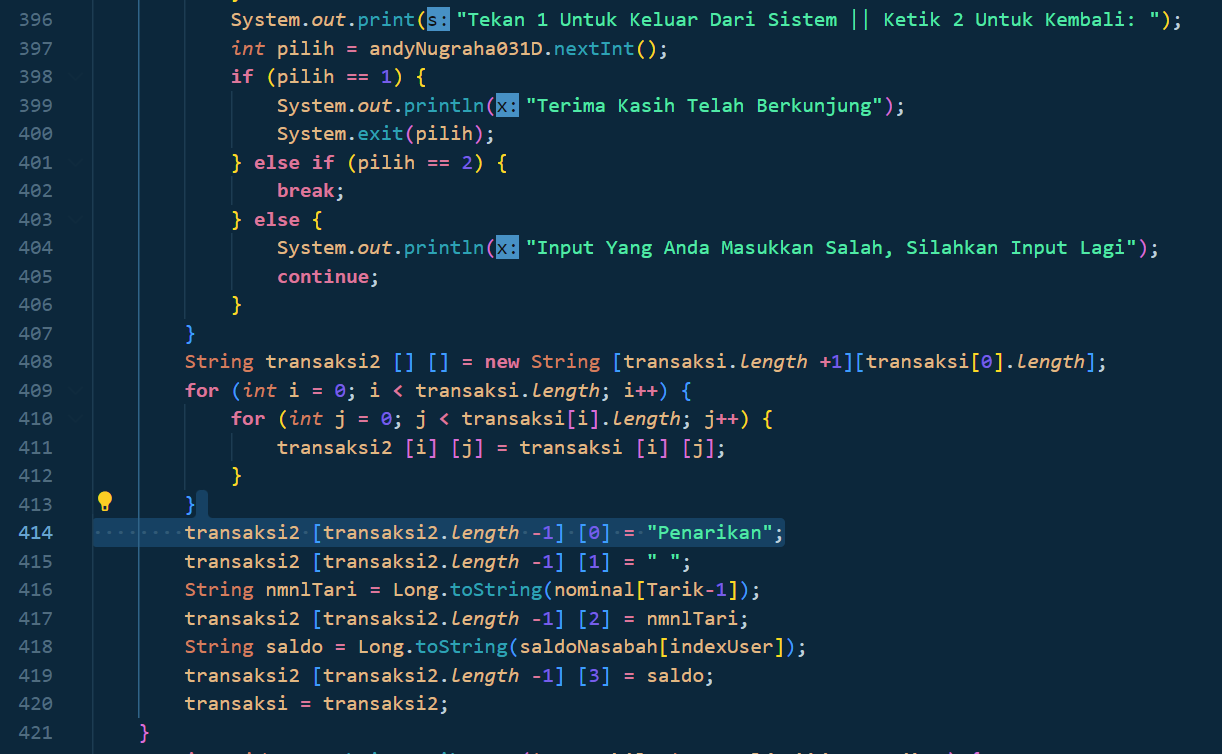 396 System.out.print(s: "Tekan 1 Untuk Keluar Dari Sistem || Ketik 2 Untuk Kembali: ");
397 int pilih = andyNugraha031D.nextInt();
398 if (pilih == 1) {
399 System.out.println(x: "Terima Kasih Telah Berkunjung");
400 System.exit(pilih);
401 } else if (pilih == 2) {
402 break;
403 } else {
404 System.out.println(x: "Input Yang Anda Masukkan Salah, Silahkan Input Lagi");
405 continue;
406 }
407 }
408 String transaksi2 [] [] = new String [transaksi.length +1][transaksi[0].length];
409 for (int i = 0; i < transaksi.length; i++) {
410 for (int j = 0; j < transaksi[i].length; j++) {
411 transaksi2 [i] [j] = transaksi [i] [j];
412 }
413 }
414 transaksi2 [transaksi2.length -1] [0] = "Penarikan";
415 transaksi2 [transaksi2.length -1] [1] = " ";
416 String nmnlTari = Long.toString(nominal[Tarik-1]);
417 transaksi2 [transaksi2.length -1] [2] = nmnlTari;
418 String saldo = Long.toString(saldoNasabah[indexUser]);
419 transaksi2 [transaksi2.length -1] [3] = saldo;
420 transaksi = transaksi2;
421 }